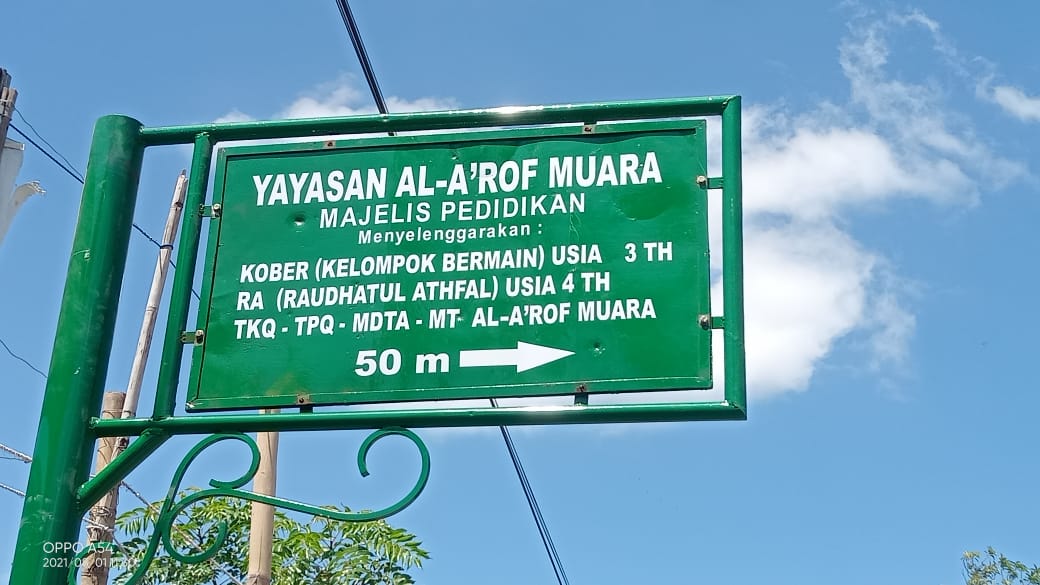 YAYASAN AL-A'ROF MUARA
MAJELIS PEDIDIKAN
Menyelenggarakan :
KOBER (KELOMPOK BERMAIN) USIA 3 TH
RA (RAUDHATUL ATHFAL) USIA 4 TH
TKQ - TPQ - MDTA - MT AL-A'ROF MUARA
50 m
OPPO A54